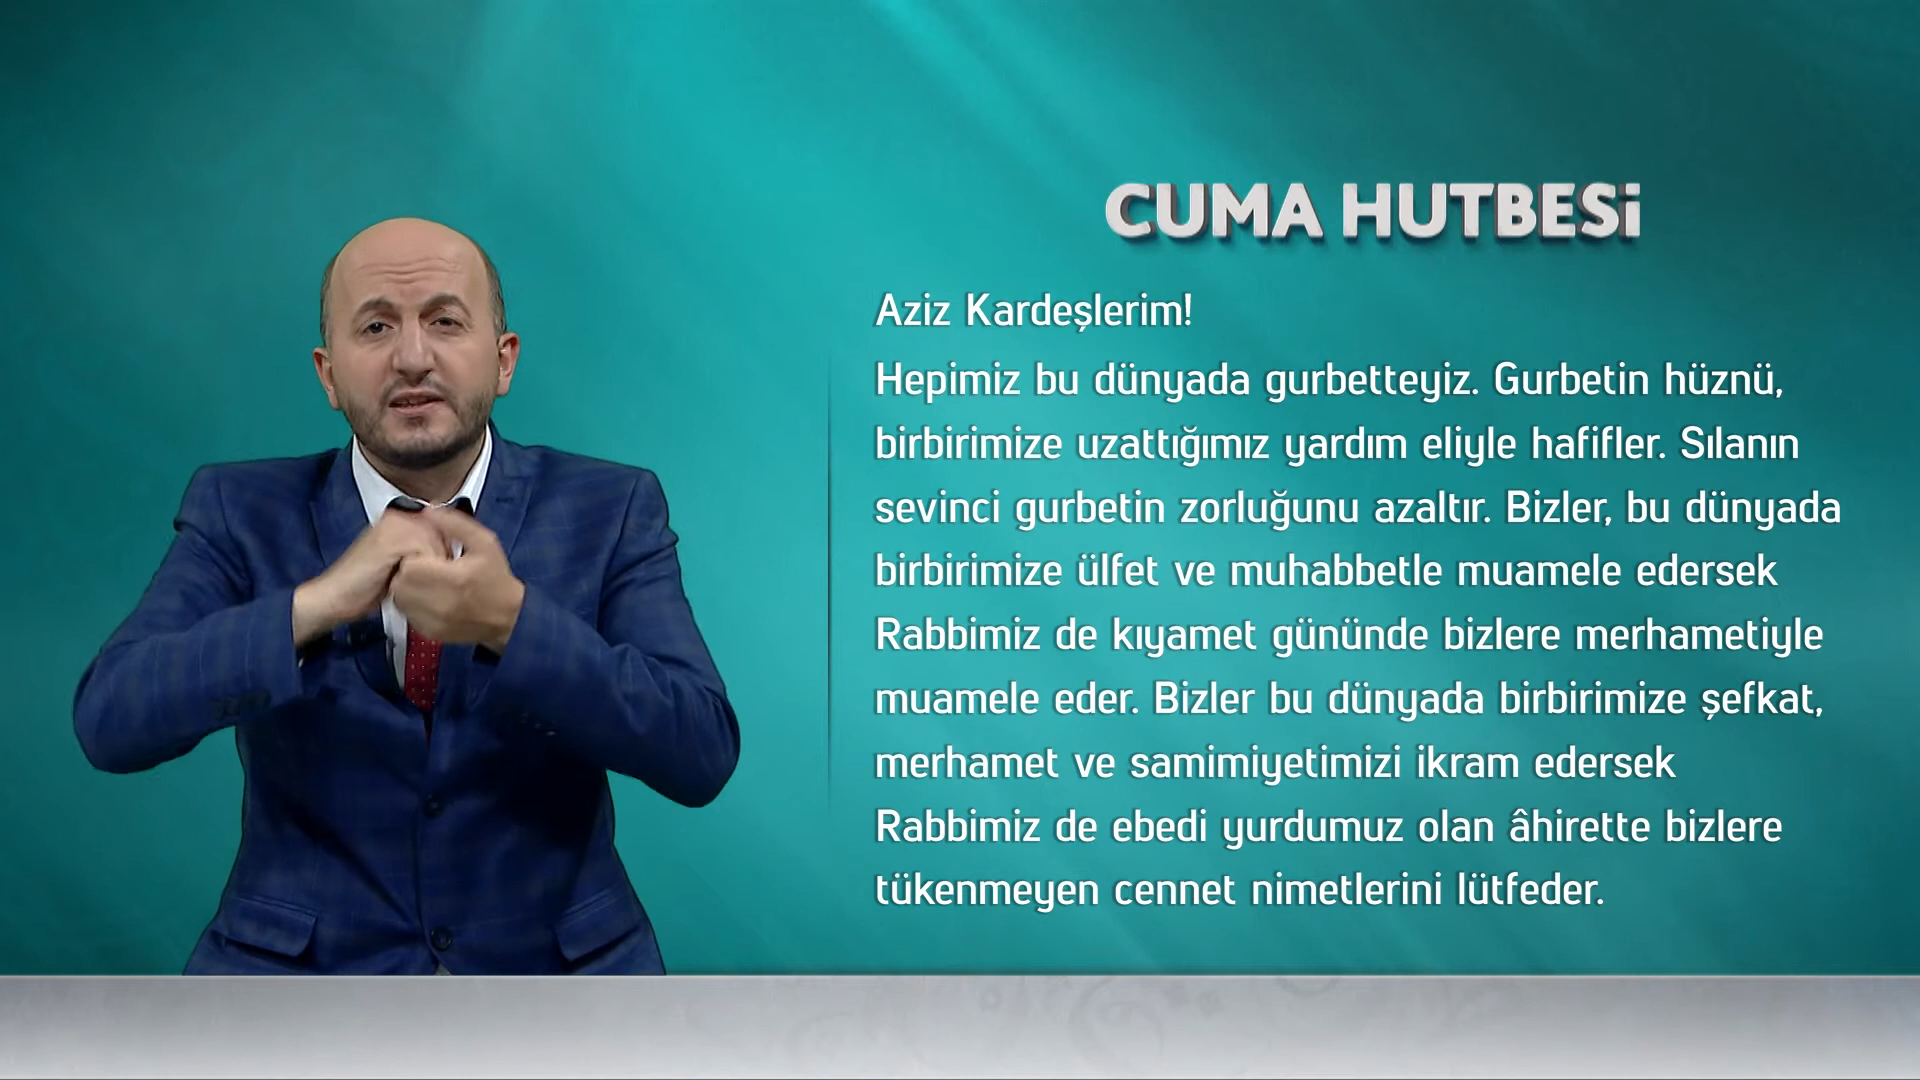 CUMA HUTBESİ
Aziz Kardeşlerim!
Hepimiz bu dünyada gurbetteyiz. Gurbetin hüznü,
birbirimize uzattığımız yardım eliyle hafifler. Sılanın
sevinci gurbetin zorluğunu azaltır. Bizler, bu dünyada
birbirimize ülfet ve muhabbetle muamele edersek
Rabbimiz de kıyamet gününde bizlere merhametiyle
muamele eder. Bizler bu dünyada birbirimize şefkat,
merhamet ve samimiyetimizi ikram edersek
Rabbimiz de ebedi yurdumuz olan âhirette bizlere
tükenmeyen cennet nimetlerini lütfeder.